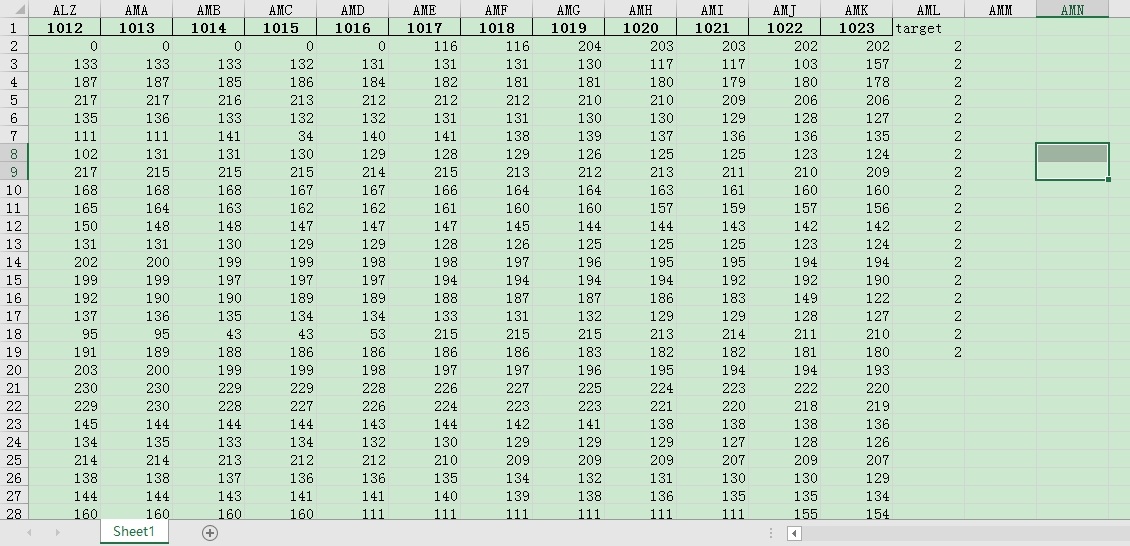 ALZ AMA AMB AMC AMD AME AMF AMG AMH AMI AMJ AMK AML AMM AMN
1 1012 1013 1014 1015 1016 1017 1018 1019 1020 1021 1022 1023 target
2 0 0 0 0 0 116 116 204 203 203 202 202 2
3 133 133 133 132 131 131 131 130 117 117 103 157 2
4 187 187 185 186 184 182 181 181 180 179 180 178 2
5 217 217 216 213 212 212 212 210 210 209 206 206 2
6 135 136 133 132 132 131 131 130 130 129 128 127 2
7 111 111 141 34 140 141 138 139 137 136 136 135 2
8 102 131 131 130 129 128 129 126 125 125 123 124 2
9 217 215 215 215 214 215 213 212 213 211 210 209 2
10 168 168 168 167 167 166 164 164 163 161 160 160 2
11 165 164 163 162 162 161 160 160 157 159 157 156 2
12 150 148 148 147 147 147 145 144 144 143 142 142 2
13 131 131 130 129 129 128 126 125 125 125 123 124 2
14 202 200 199 199 198 198 197 196 195 195 194 194 2
15 199 199 197 197 197 194 194 194 194 192 192 190 2
16 192 190 190 189 189 188 187 187 186 183 149 122 2
17 137 136 135 134 134 133 131 132 129 129 128 127 2
18 95 95 43 43 53 215 215 215 213 214 211 210 2
19 191 189 188 186 186 186 186 183 182 182 181 180 2
20 203 200 199 199 198 197 197 196 195 194 194 193
21 230 230 229 229 228 226 227 225 224 223 222 220
22 229 230 228 227 226 224 223 223 221 220 218 219
23 145 144 144 144 143 144 142 141 138 138 138 136
24 134 135 133 134 132 130 129 129 129 127 128 126
25 214 214 213 212 212 210 209 209 209 207 209 207
26 138 138 137 136 136 135 134 132 131 130 130 129
27 144 144 143 141 141 140 139 138 136 135 135 134
28 160 160 160 160 111 111 111 111 111 111 155 154
Sheet1